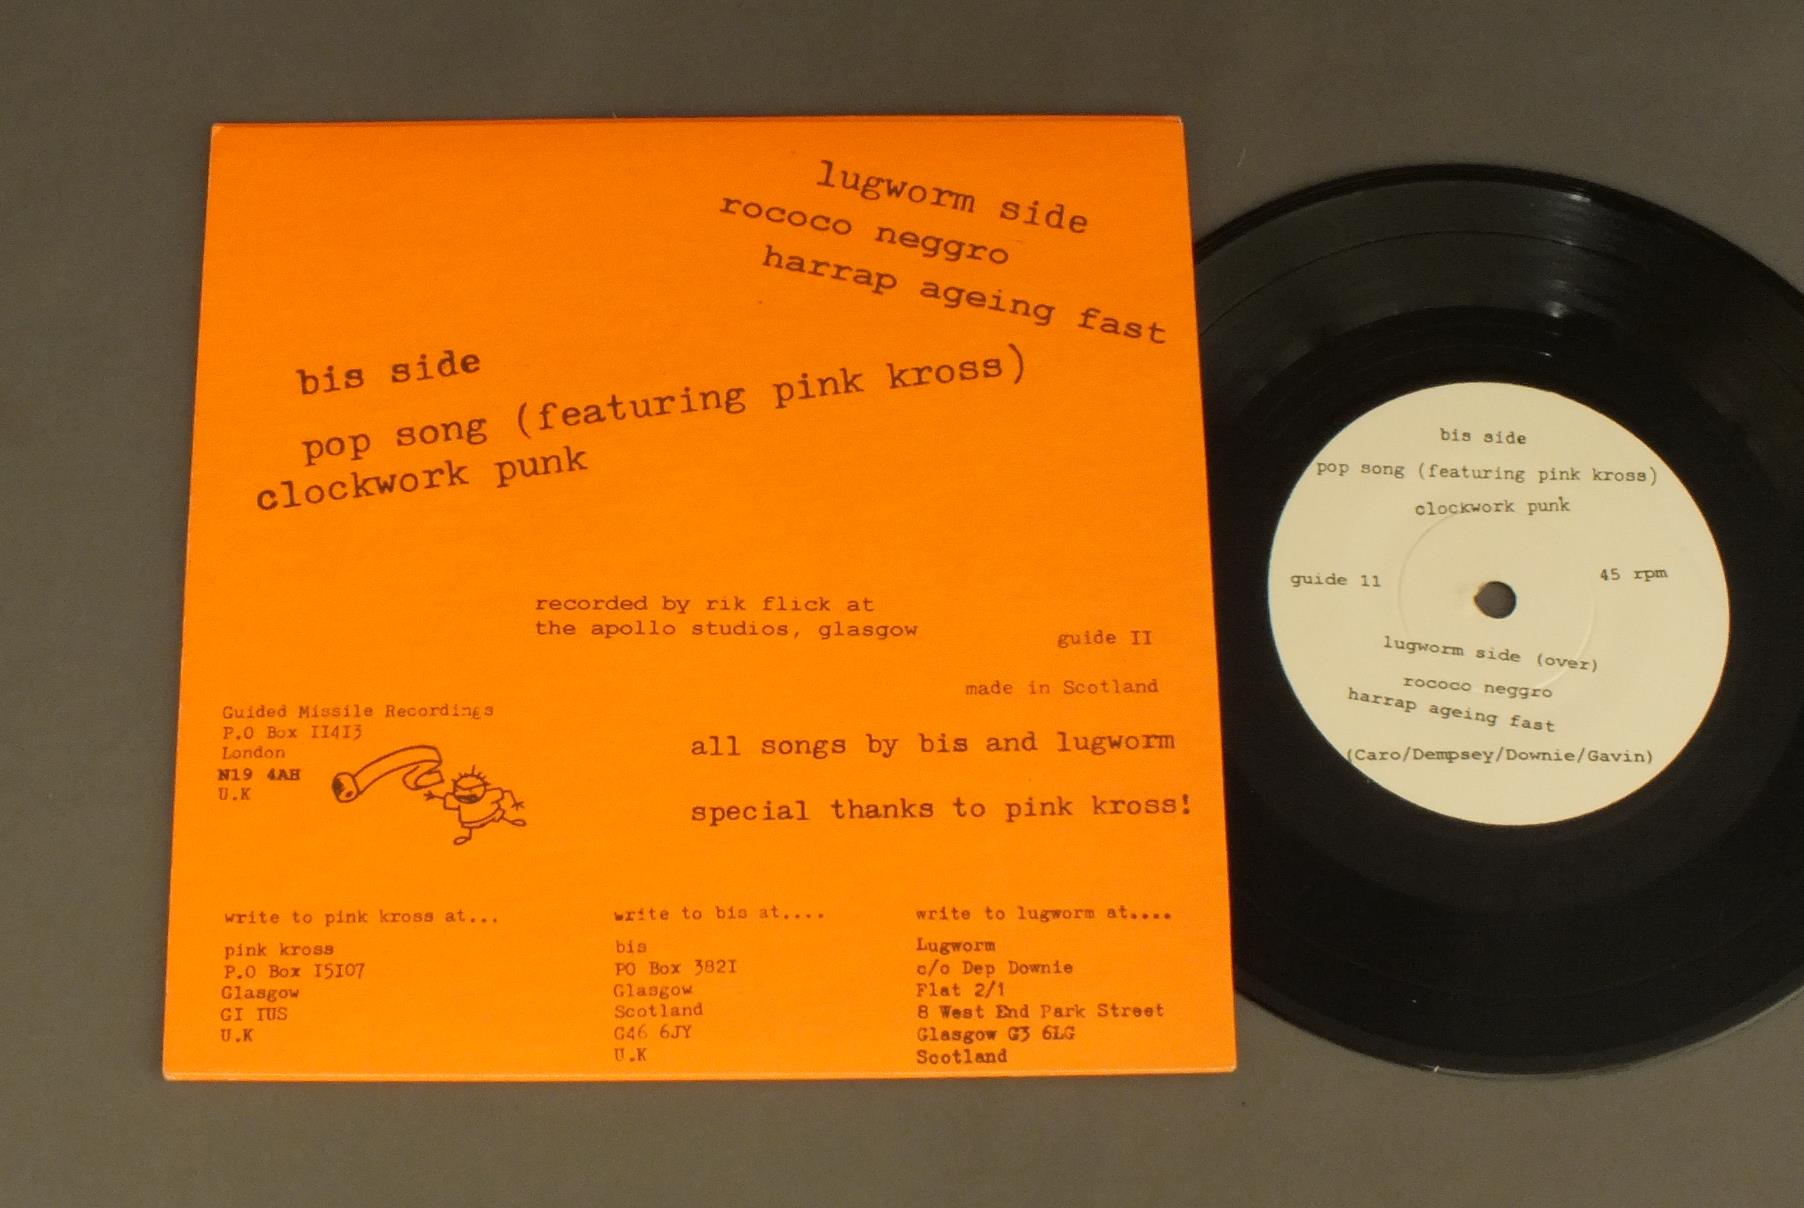 lugworm side
rococo neggro
harrap ageing fast
bis side
pop song (featuring pink kross)
clockwork punk
recorded by rik flick at
the apollo studios, glasgow
guide II
made in Scotland
Guided Missile Recordings
P.O Box II4I3
London
N19 4AH
U.K
all songs by bis and lugworm
special thanks to pink kross!
write to pink kross at...
pink kross
P.O Box I5I07
Glasgow
GI IUS
U.K
write to bis at....
bis
PO Box 382I
Glasgow
Scotland
G46 6JY
U.K
write to lugworm at....
Lugworm
c/o Dep Downie
Flat 2/1
8 West End Park Street
Glasgow G3 6LG
Scotland
bis side
pop song (featuring pink kross)
clockwork punk
guide 11
45 rpm
lugworm side (over)
rococo neggro
harrap ageing fast
(Caro/Dempsey/Downie/Gavin)